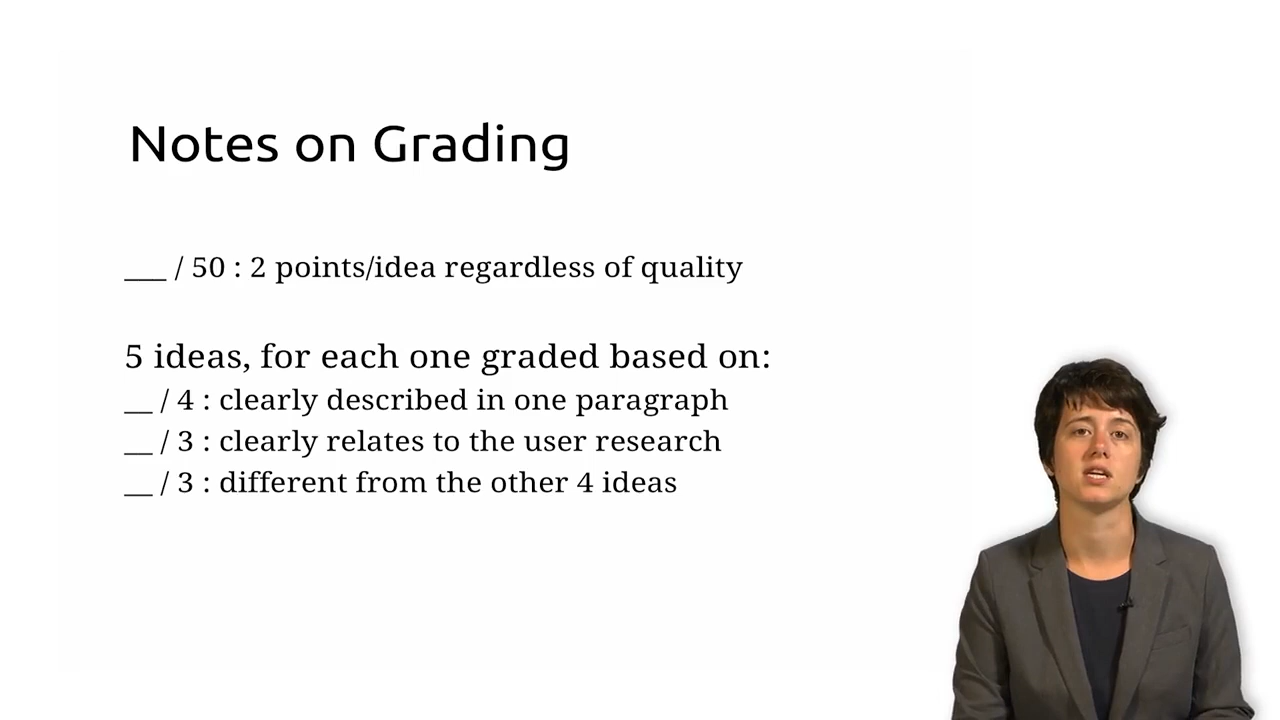 Notes on Grading
___ / 50 : 2 points/idea regardless of quality
5 ideas, for each one graded based on:
__ / 4 : clearly described in one paragraph
__ / 3 : clearly relates to the user research
__ / 3 : different from the other 4 ideas